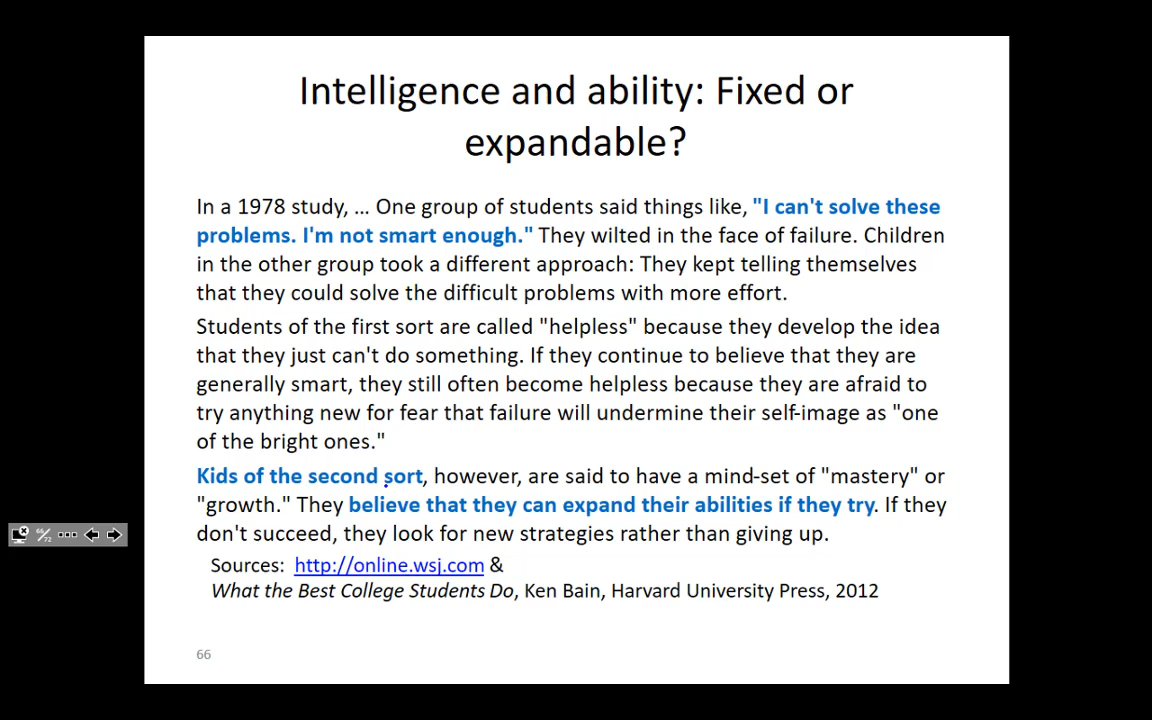 Intelligence and ability: Fixed or
expandable?
In a 1978 study, ... One group of students said things like, "I can't solve these
problems. I'm not smart enough." They wilted in the face of failure. Children
in the other group took a different approach: They kept telling themselves
that they could solve the difficult problems with more effort.
Students of the first sort are called "helpless" because they develop the idea
that they just can't do something. If they continue to believe that they are
generally smart, they still often become helpless because they are afraid to
try anything new for fear that failure will undermine their self-image as "one
of the bright ones."
Kids of the second sort, however, are said to have a mind-set of "mastery" or
"growth." They believe that they can expand their abilities if they try. If they
don't succeed, they look for new strategies rather than giving up.
Sources: http://online.wsj.com &
What the Best College Students Do, Ken Bain, Harvard University Press, 2012
66
66/72